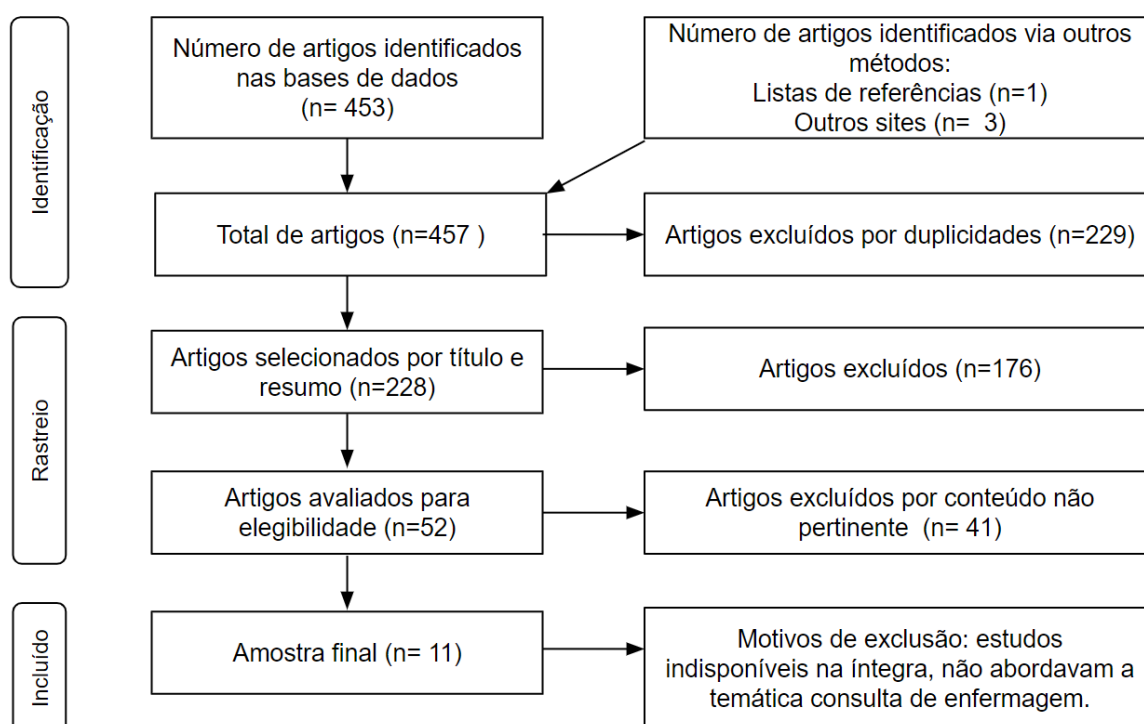 Identificação
Número de artigos identificados
nas bases de dados
(n= 453)
Número de artigos identificados via outros
métodos:
Listas de referências (n=1)
Outros sites (n=  3)
Total de artigos (n=457 )
Artigos excluídos por duplicidades (n=229)
Rastreio
Artigos selecionados por título e
resumo (n=228)
Artigos excluídos (n=176)
Artigos avaliados para
elegibilidade (n=52)
Artigos excluídos por conteúdo não
pertinente  (n= 41)
Incluído
Amostra final (n= 11)
Motivos de exclusão: estudos
indisponíveis na íntegra, não abordavam a
temática consulta de enfermagem.